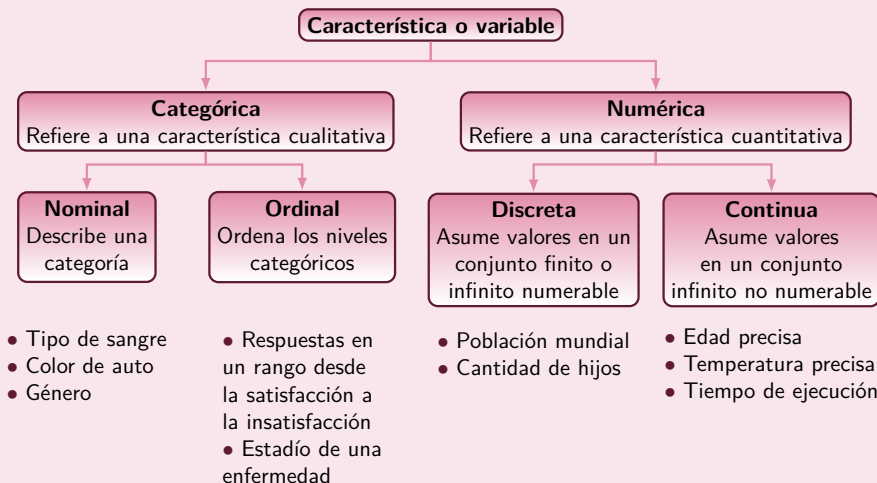 Característica o variable
Categórica
Refiere a una característica cualitativa
Numérica
Refiere a una característica cuantitativa
Nominal
Describe una
categoría
Ordinal
Ordena los niveles
categóricos
Discreta
Asume valores en un
conjunto finito o
infinito numerable
Continua
Asume valores
en un conjunto
infinito no numerable
• Tipo de sangre
• Color de auto
• Género
• Respuestas en
un rango desde
la satisfacción a
la insatisfacción
• Estadío de una
enfermedad
• Población mundial
• Cantidad de hijos
• Edad precisa
• Temperatura precisa
• Tiempo de ejecución